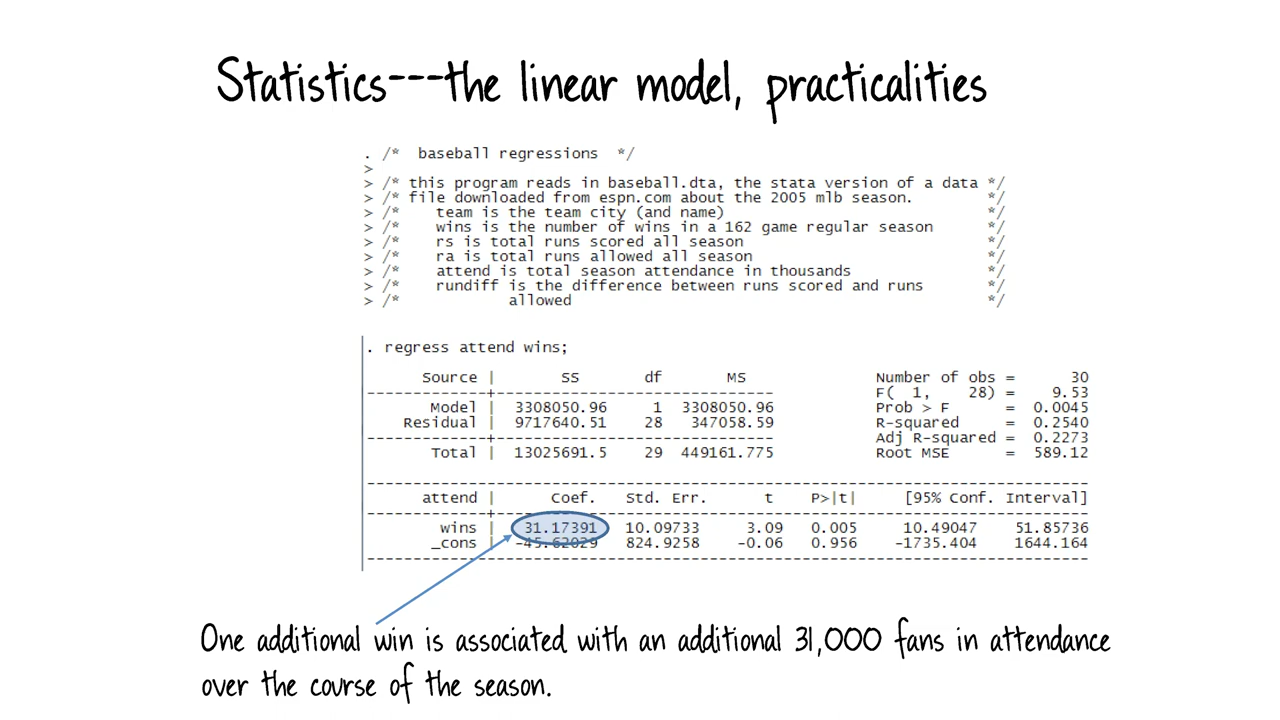 Statistics---the linear model, practicalities
. /*  baseball regressions  */
>
> /* this program reads in baseball.dta, the stata version of a data */
> /* file downloaded from espn.com about the 2005 mlb season.        */
> /*    team is the team city (and name)                             */
> /*    wins is the number of wins in a 162 game regular season      */
> /*    rs is total runs scored all season                           */
> /*    ra is total runs allowed all season                          */
> /*    attend is total season attendance in thousands               */
> /*    rundiff is the difference between runs scored and runs       */
> /*            allowed                                              */
. regress attend wins;
Source | SS df MS Number of obs = 30
F( 1, 28) = 9.53
Model | 3308050.96 1 3308050.96 Prob > F = 0.0045
Residual | 9717640.51 28 347058.59 R-squared = 0.2540
Adj R-squared = 0.2273
Total | 13025691.5 29 449161.775 Root MSE = 589.12
attend | Coef. Std. Err. t P>|t| [95% Conf. Interval]
wins | 31.17391 10.09733 3.09 0.005 10.49047 51.85736
_cons | -45.62029 824.9258 -0.06 0.956 -1735.404 1644.164
One additional win is associated with an additional 31,000 fans in attendance
over the course of the season.